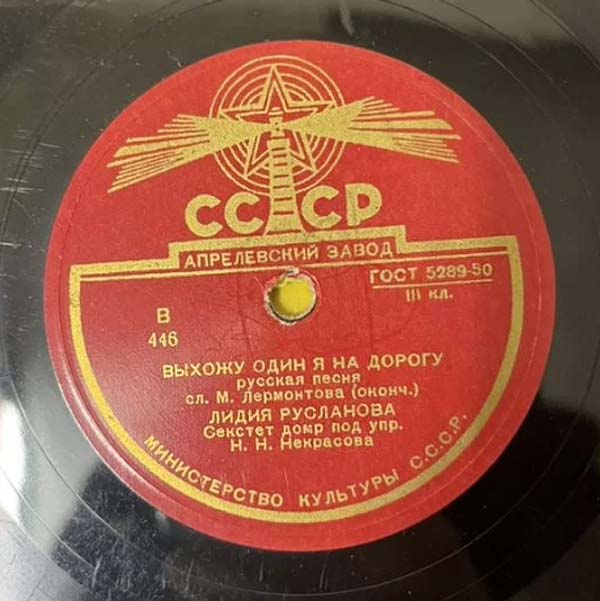 СССР
АПРЕЛЕВСКИЙ ЗАВОД
ГОСТ 5289-50
III кл.
В
446
ВЫХОЖУ ОДИН Я НА ДОРОГУ
русская песня
сл. М. Лермонтова (оконч.)
ЛИДИЯ РУСЛАНОВА
Секстет домр под упр.
Н. Н. Некрасова
МИНИСТЕРСТВО КУЛЬТУРЫ С.С.С.Р.